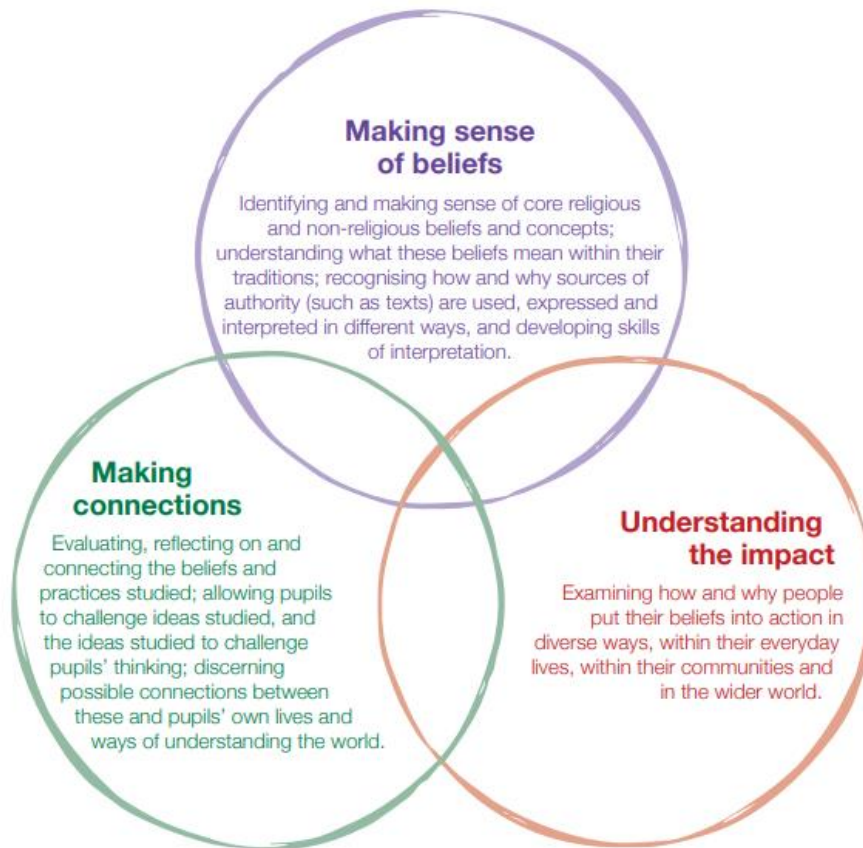 Making sense
of beliefs
Identifying and making sense of core religious
and non-religious beliefs and concepts;
understanding what these beliefs mean within their
traditions; recognising how and why sources of
authority (such as texts) are used, expressed and
interpreted in different ways, and developing skills
of interpretation.
Making
connections
Evaluating, reflecting on and
connecting the beliefs and
practices studied; allowing pupils
to challenge ideas studied, and
the ideas studied to challenge
pupils’ thinking; discerning
possible connections between
these and pupils’ own lives and
ways of understanding the world.
Understanding
the impact
Examining how and why people
put their beliefs into action in
diverse ways, within their everyday
lives, within their communities and
in the wider world.